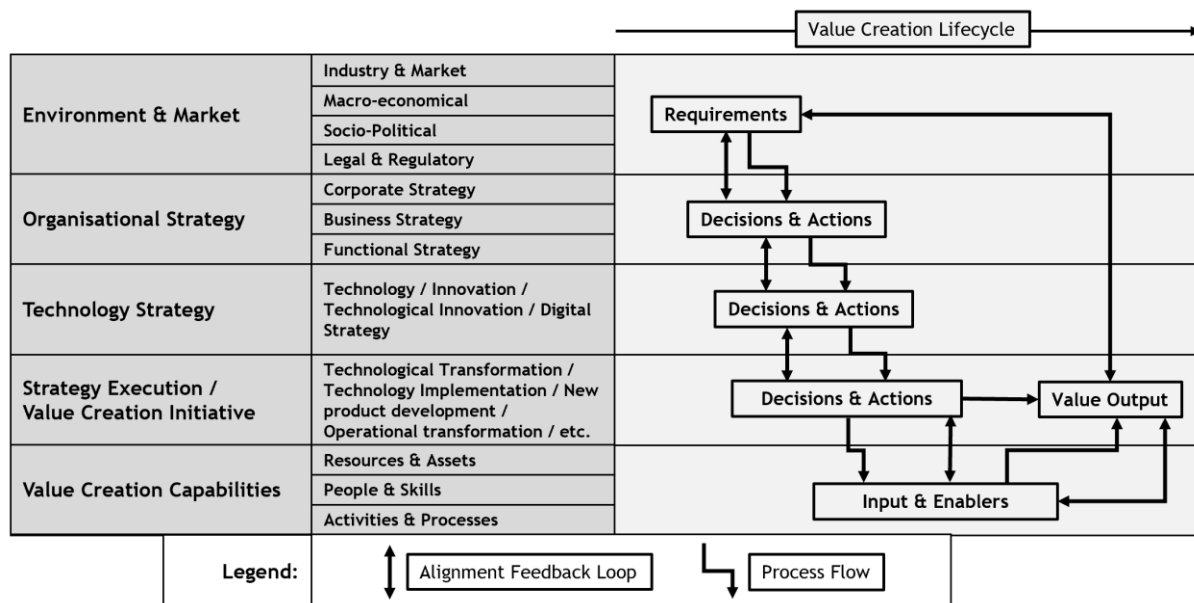 Value Creation Lifecycle
Environment & Market
Industry & Market
Macro-economical
Socio-Political
Legal & Regulatory
Requirements
Organisational Strategy
Corporate Strategy
Business Strategy
Functional Strategy
Decisions & Actions
Technology Strategy
Technology / Innovation /
Technological Innovation / Digital
Strategy
Decisions & Actions
Strategy Execution /
Value Creation Initiative
Technological Transformation /
Technology Implementation / New
product development /
Operational transformation / etc.
Decisions & Actions
Value Output
Value Creation Capabilities
Resources & Assets
People & Skills
Activities & Processes
Input & Enablers
Legend:
Alignment Feedback Loop
Process Flow